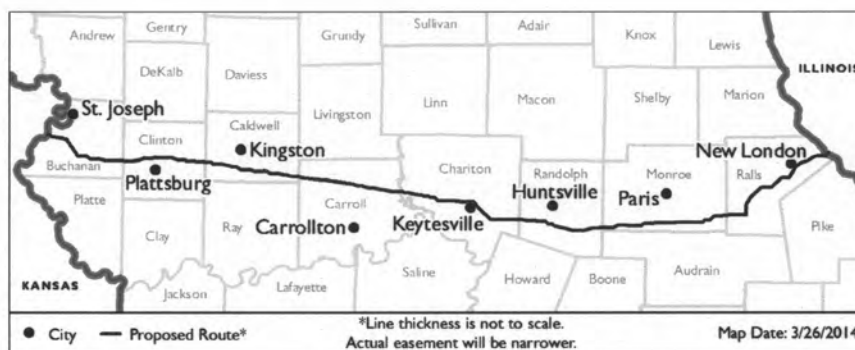 Andrew
Gentry
Grundy
Sullivan
Adair
Knox
Lewis
ILLINOIS
DeKalb
Daviess
Livingston
Linn
Macon
Shelby
Marion
St. Joseph
Clinton
Caldwell
Kingston
Chariton
Randolph
Monroe
New London
Ralls
Buchanan
Plattsburg
Huntsville
Paris
Platte
Carroll
Carrollton
Keytesville
Clay
Ray
Pike
KANSAS
Saline
Howard
Boone
Audrain
Jackson
Lafayette
City
Proposed Route*
*Line thickness is not to scale.
Actual easement will be narrower.
Map Date: 3/26/2014